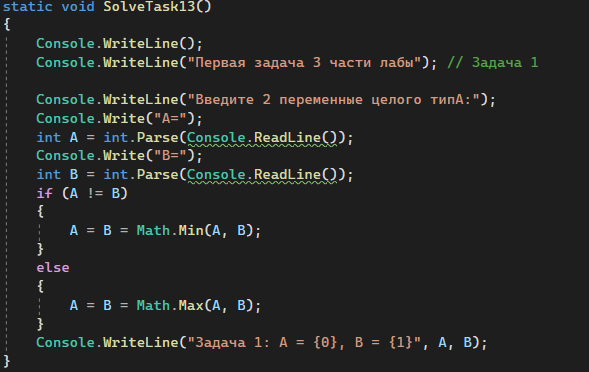 static void SolveTask13()
{
Console.WriteLine();
Console.WriteLine("Первая задача 3 части лабы"); // Задача 1
Console.WriteLine("Введите 2 переменные целого типА:");
Console.Write("A=");
int A = int.Parse(Console.ReadLine());
Console.Write("B=");
int B = int.Parse(Console.ReadLine());
if (A != B)
{
A = B = Math.Min(A, B);
}
else
{
A = B = Math.Max(A, B);
}
Console.WriteLine("Задача 1: A = {0}, B = {1}", A, B);
}